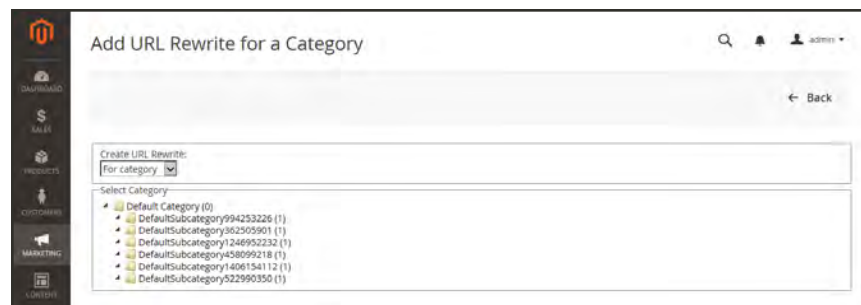 Add URL Rewrite for a Category
admin
DASHBOARD
← Back
SALES
Create URL Rewrite:
For category
PRODUCTS
Select Category
Default Category (0)
DefaultSubcategory994253226 (1)
CUSTOMERS
DefaultSubcategory362505901 (1)
DefaultSubcategory1246952232 (1)
DefaultSubcategory458099218 (1)
MARKETING
DefaultSubcategory1406154112 (1)
DefaultSubcategory522990350 (1)
CONTENT